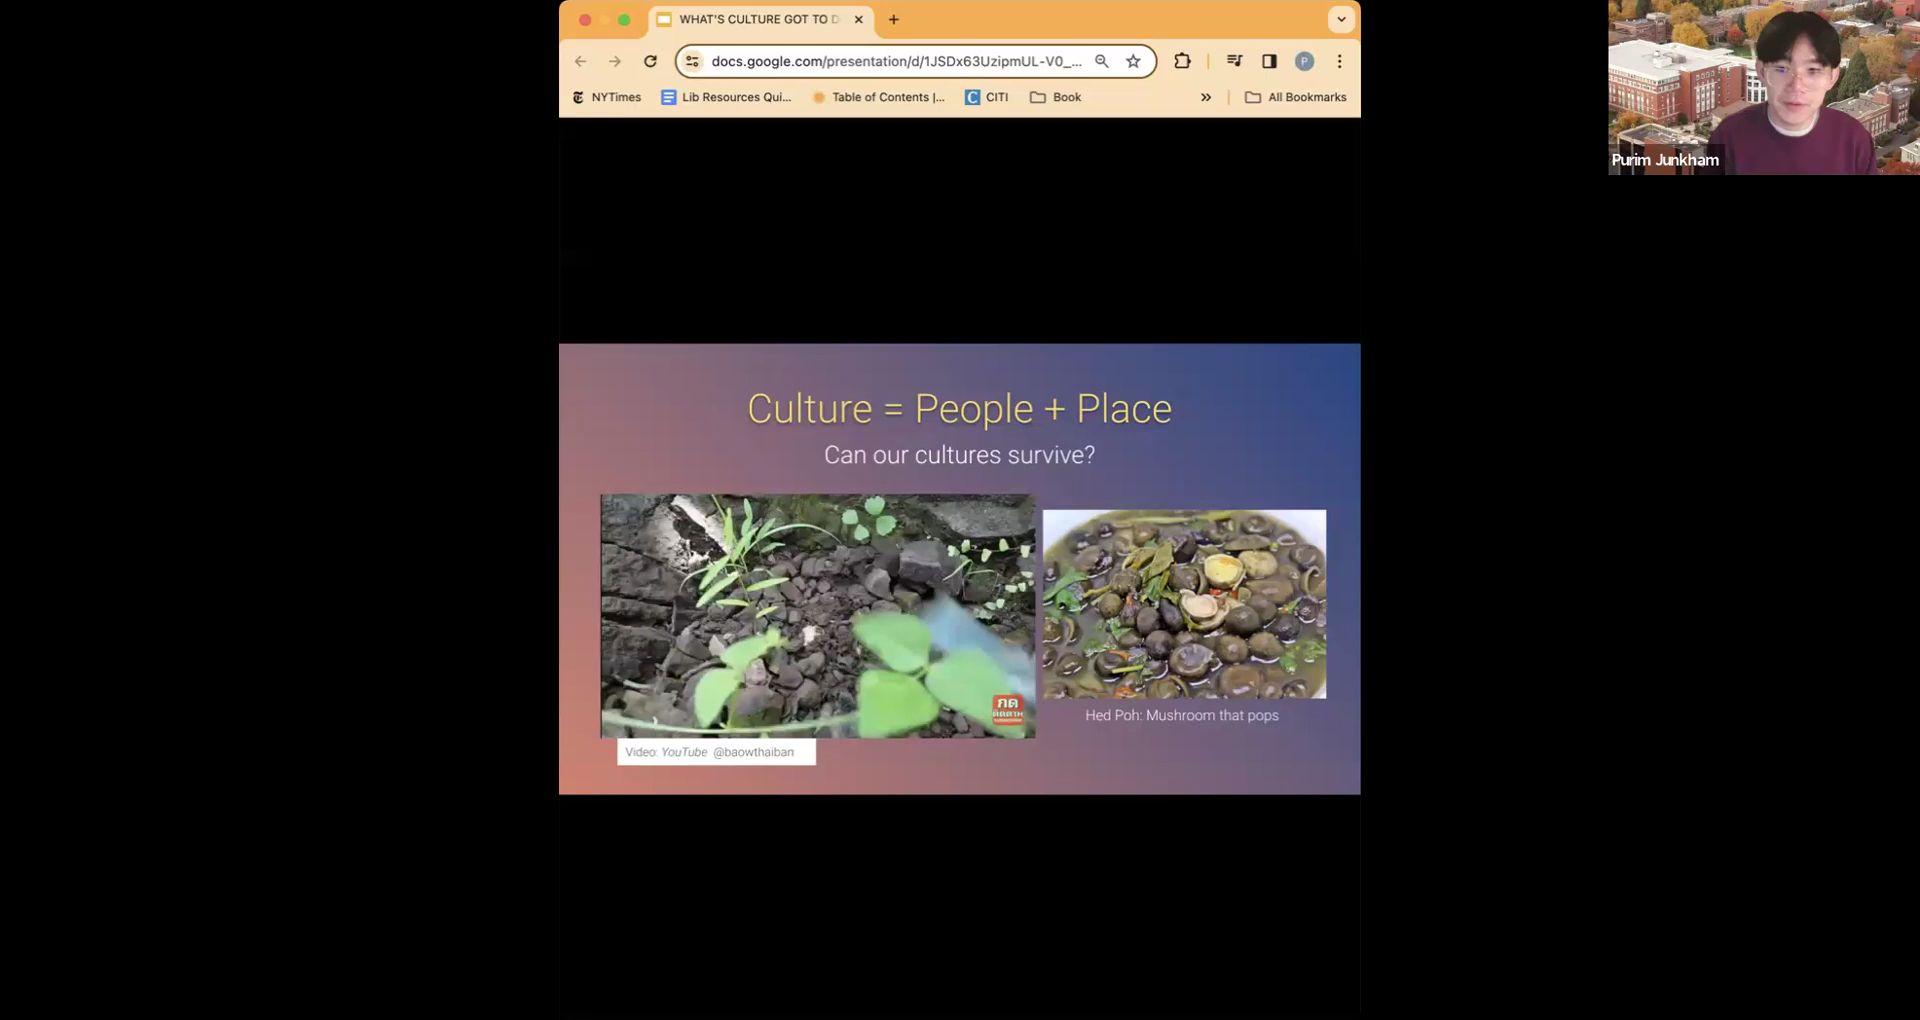 WHAT'S CULTURE GOT TO D
docs.google.com/presentation/d/1JSDx63UzipmUL-V0_...
P
NYTimes
Lib Resources Qui...
Table of Contents |...
C
CITI
Book
All Bookmarks
Purim Junkham
Culture = People + Place
Can our cultures survive?
กด
Hed Poh: Mushroom that pops
Video: YouTube @baowthaiban